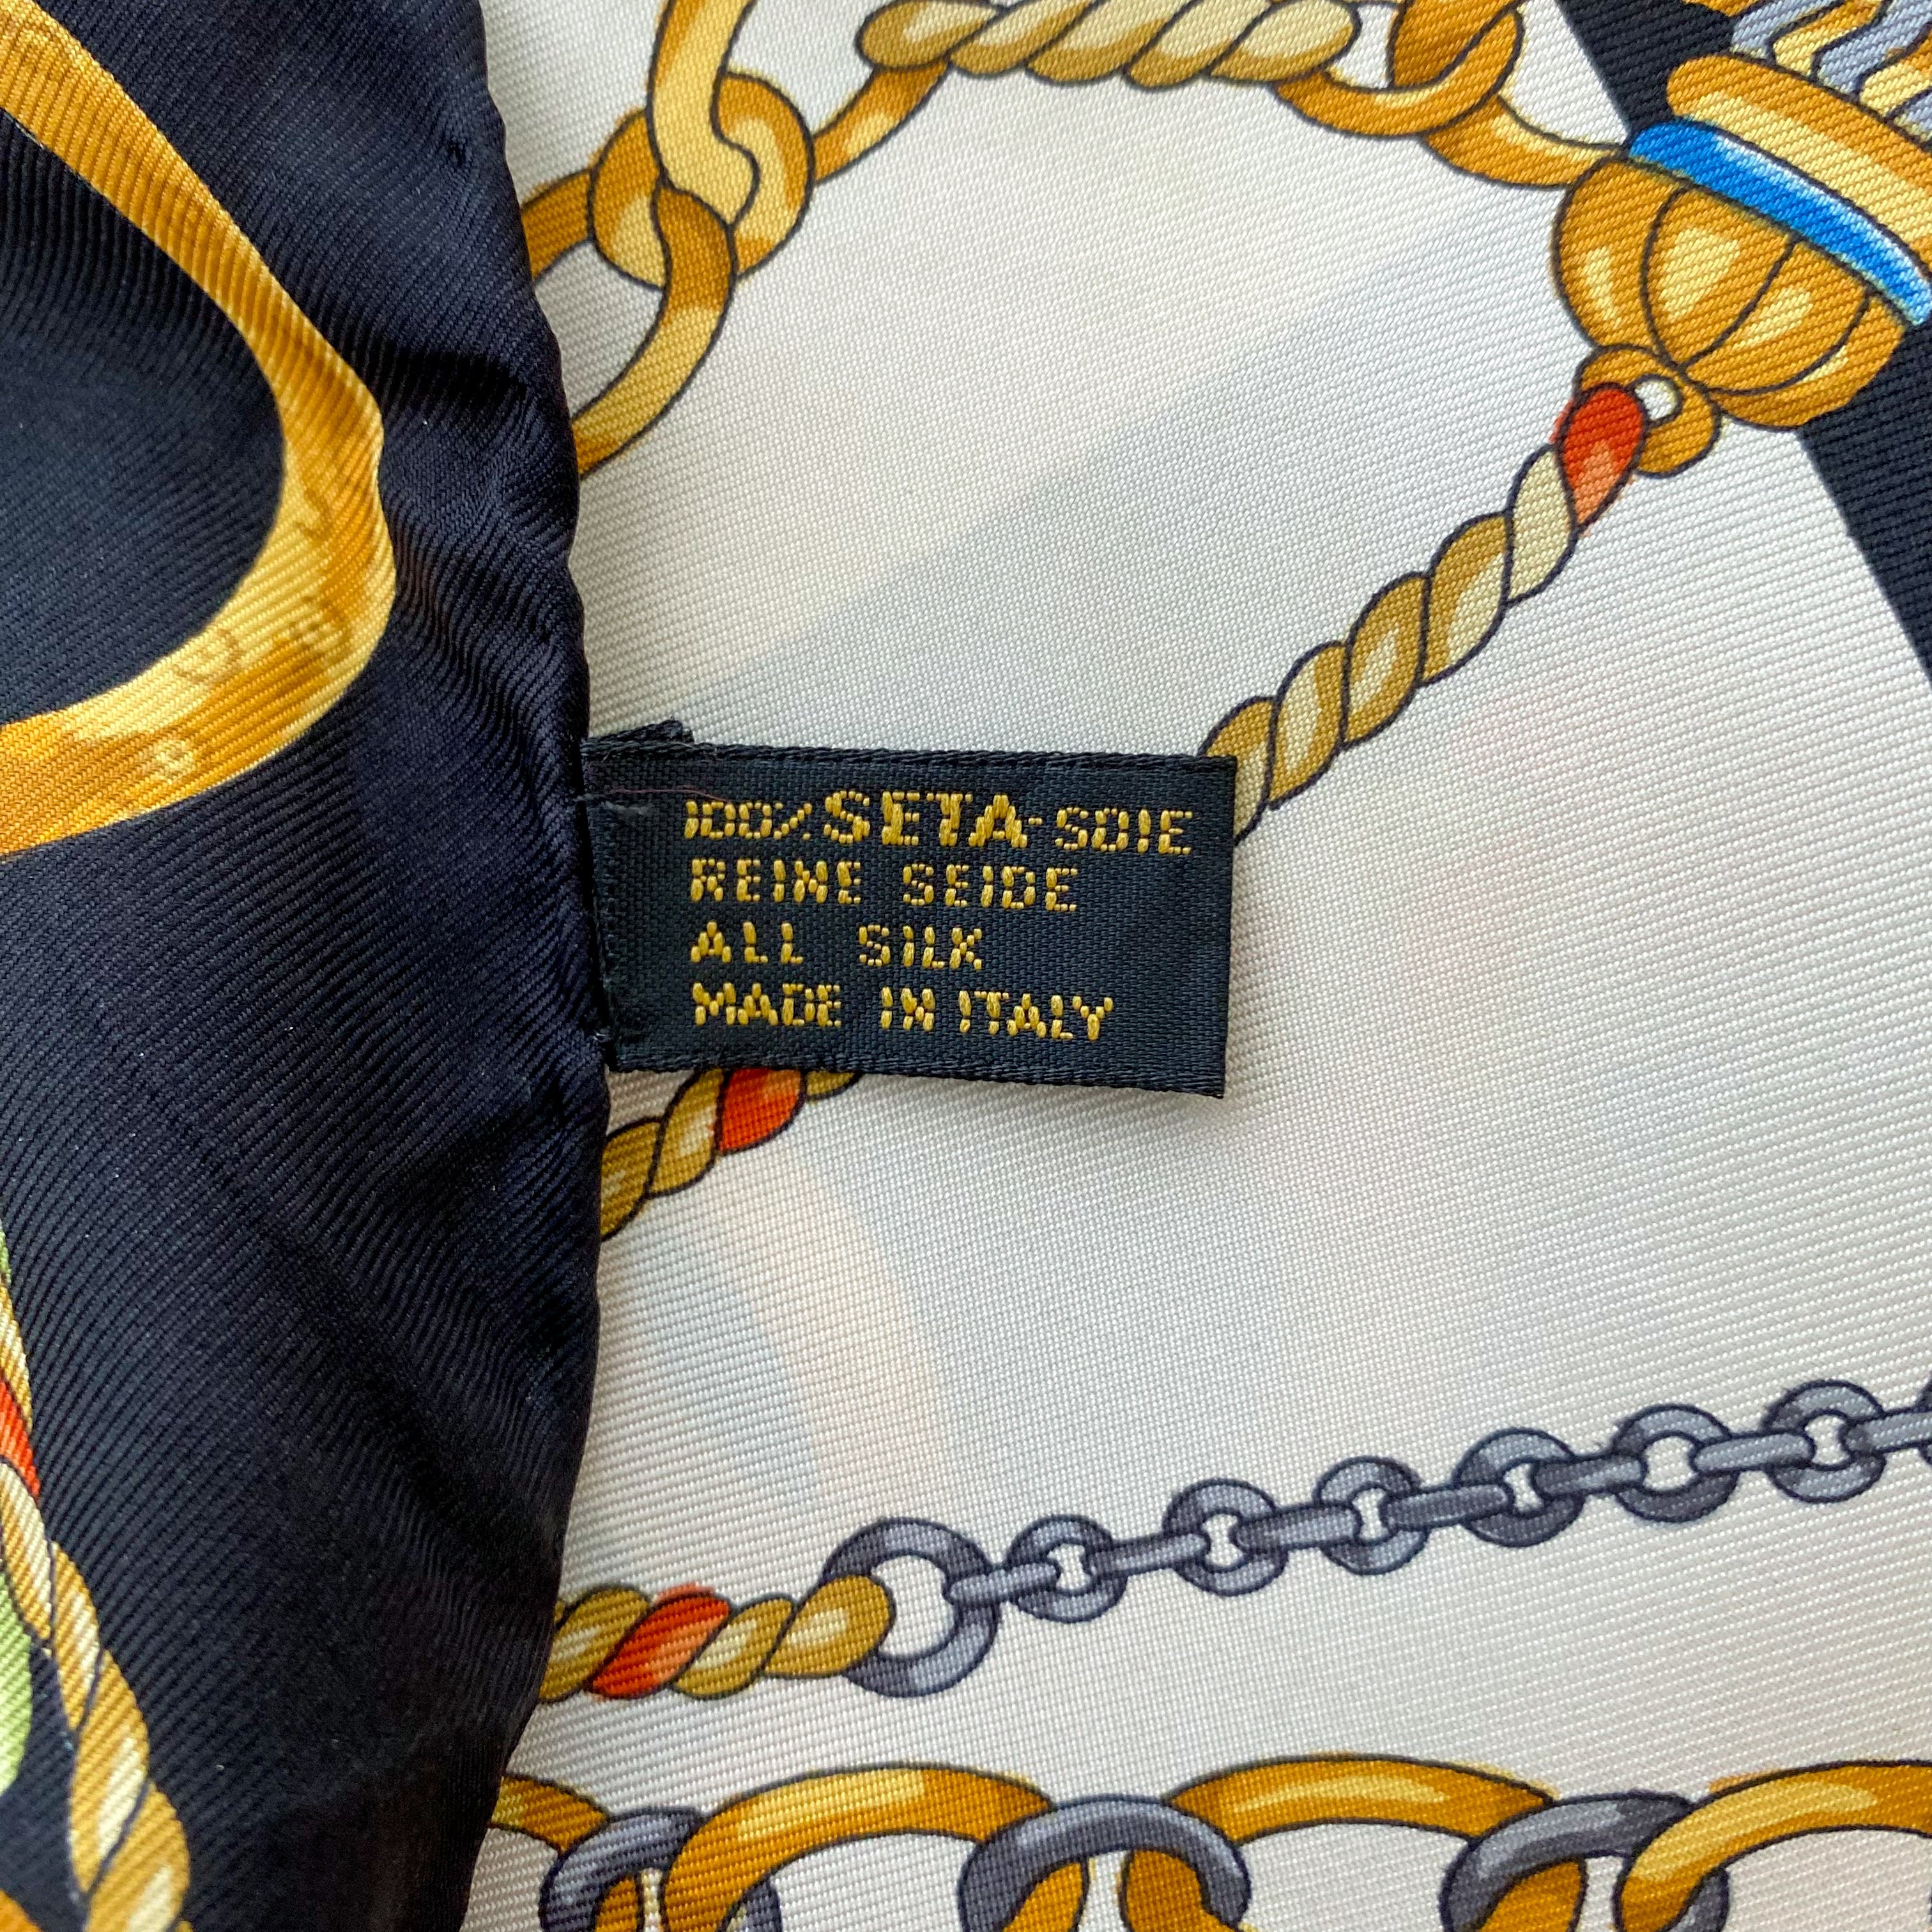 100% SETA-SOIE
REINE SEIDE
ALL SILK
MADE IN ITALY